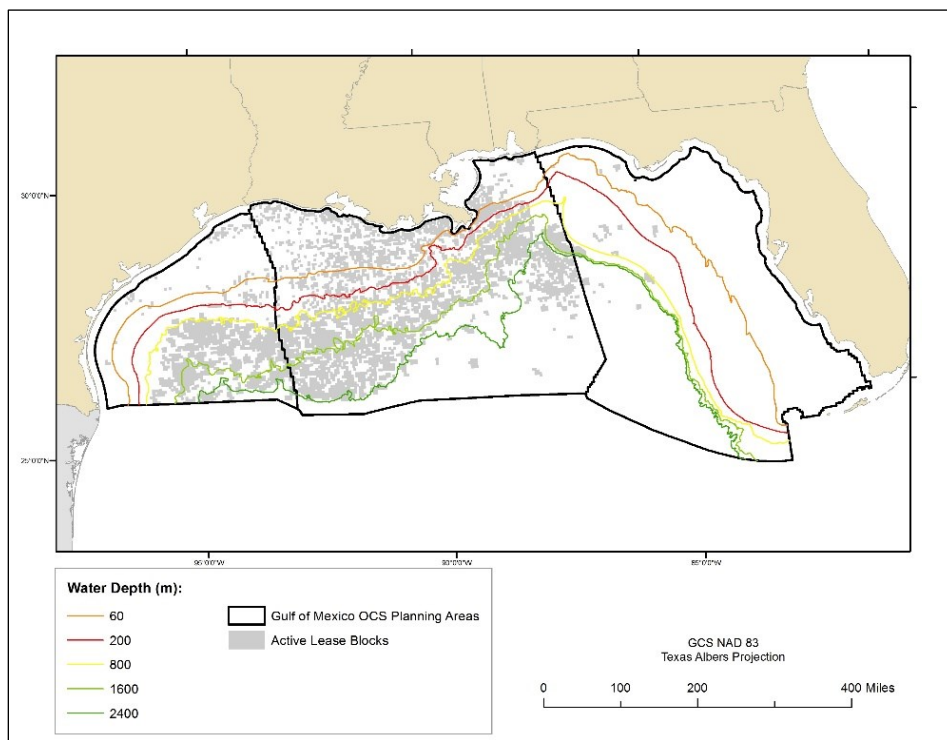 30°0'0"N
25°0'0"N
95°0'0"W
90°0'0"W
85°0'0"W
Water Depth (m):
60
200
800
1600
2400
Gulf of Mexico OCS Planning Areas
Active Lease Blocks
GCS NAD 83
Texas Albers Projection
0 100 200 400 Miles